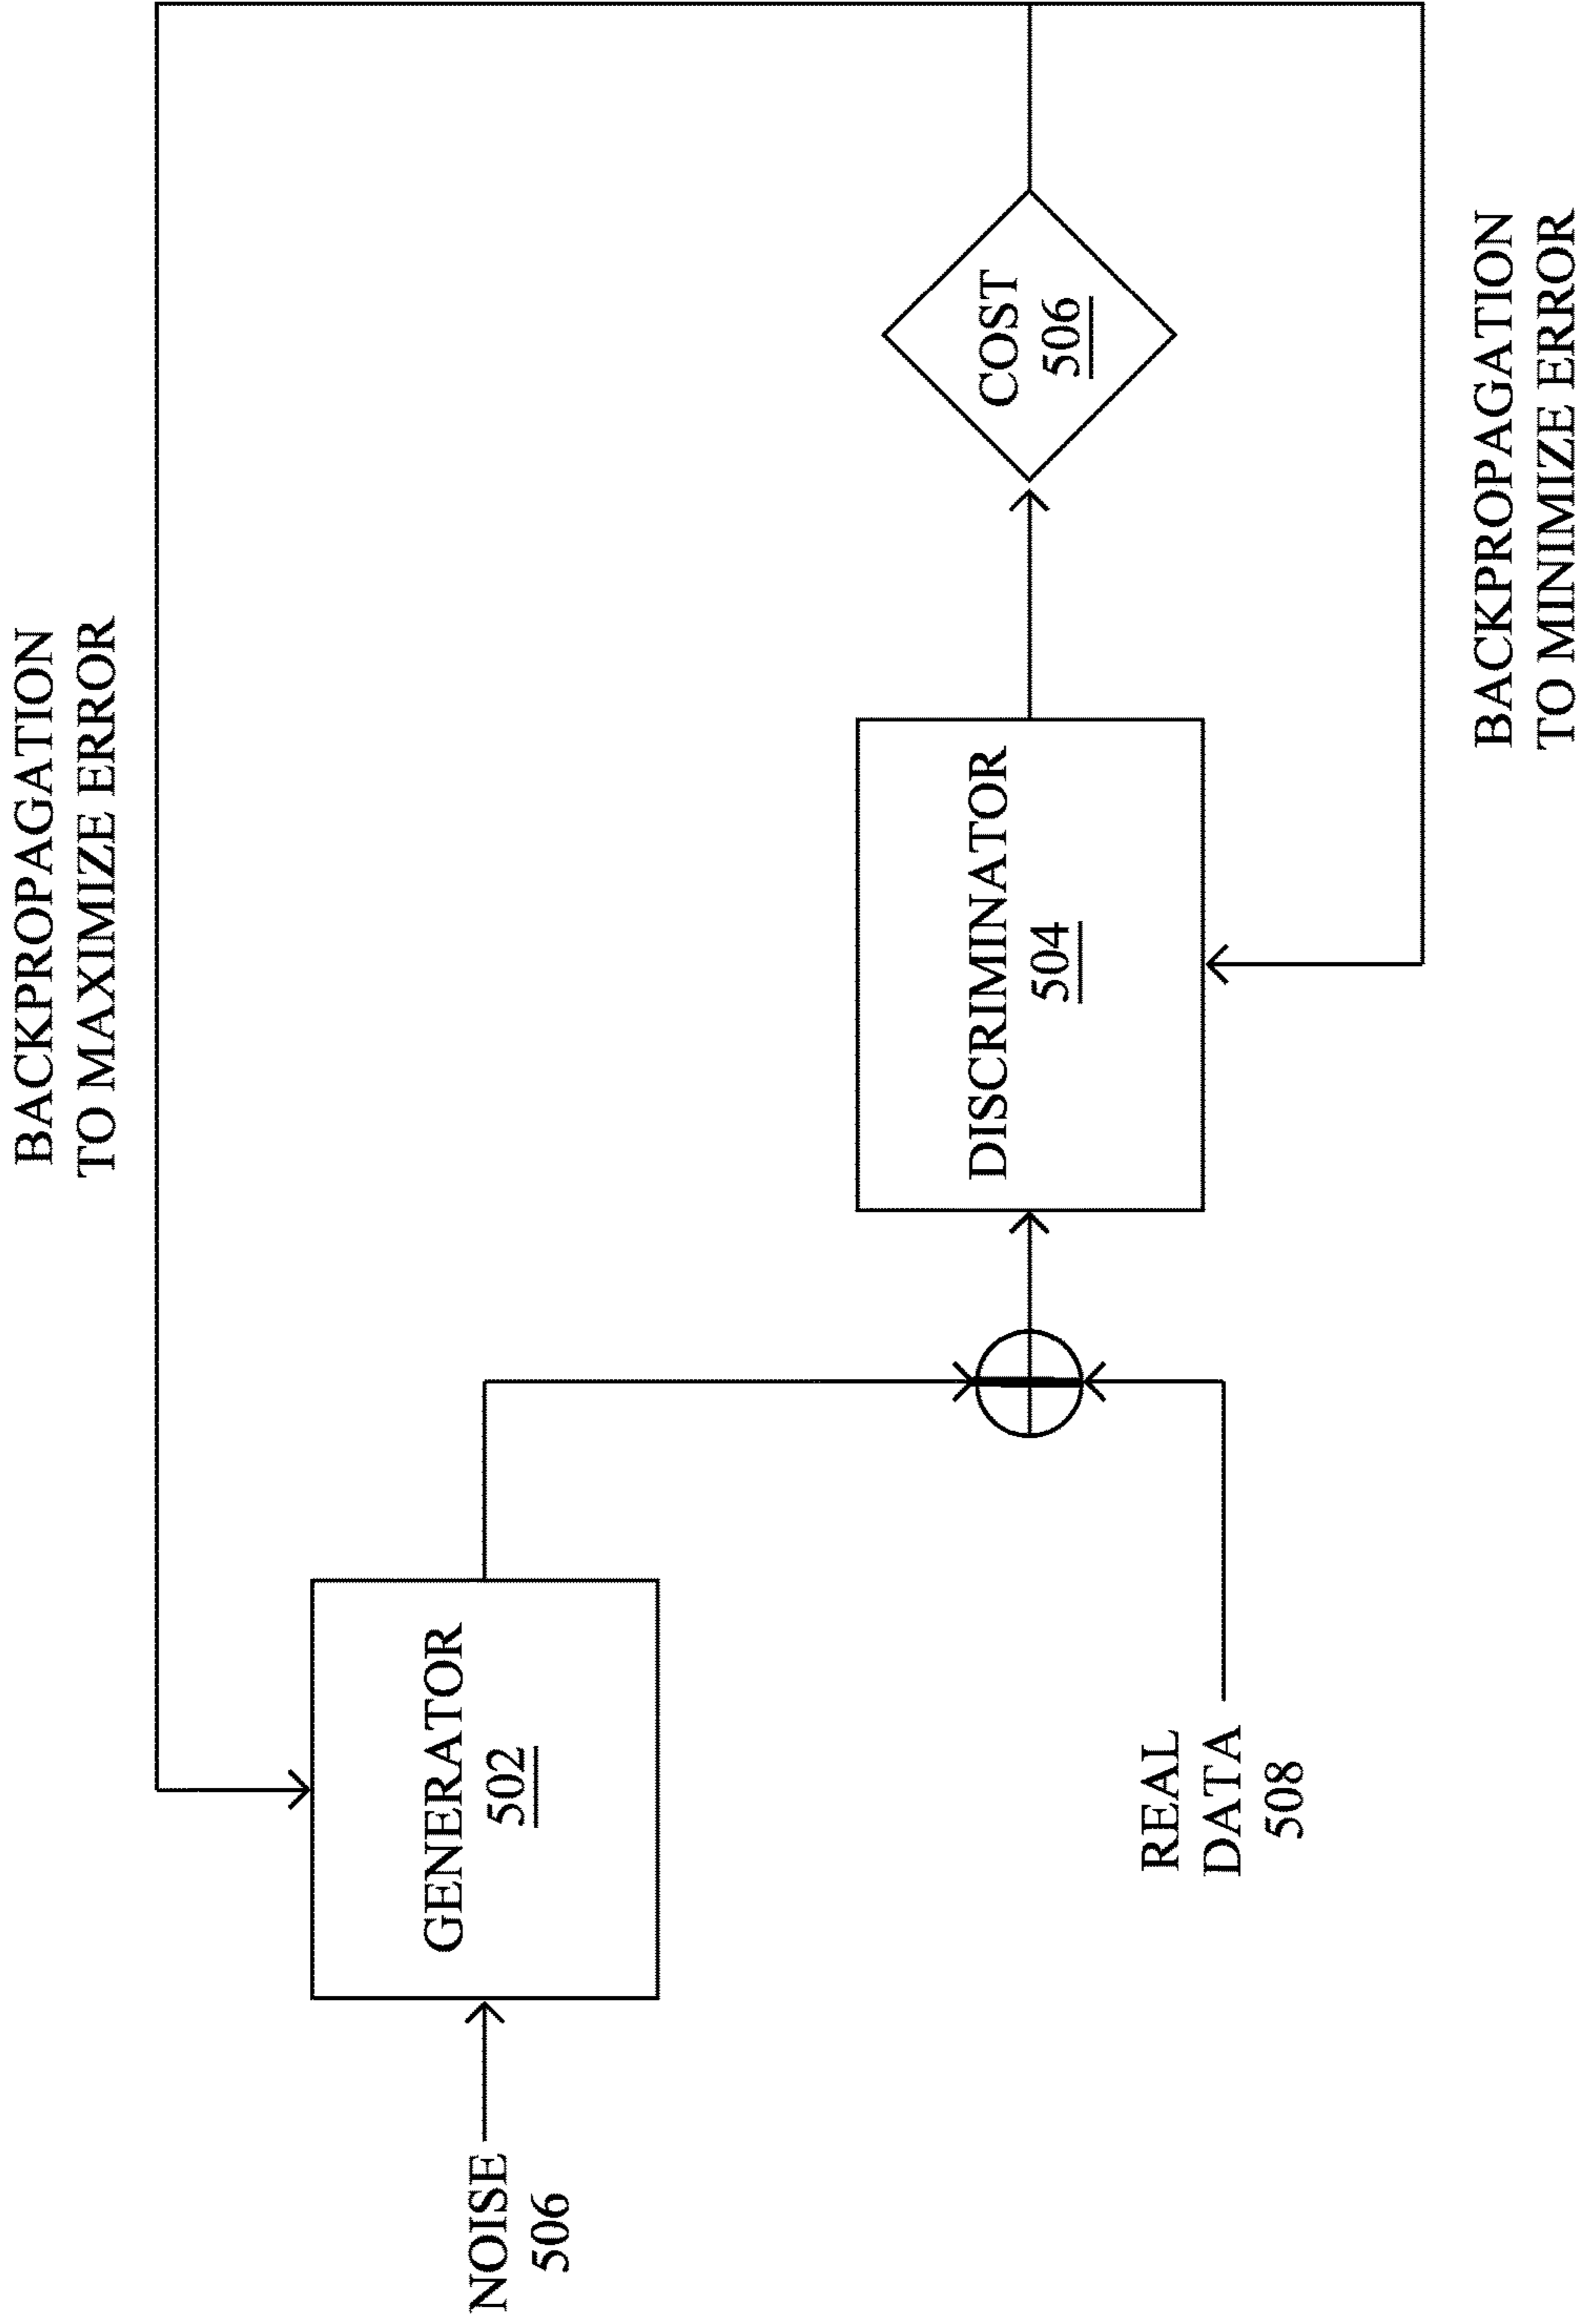 BACKPROPAGATION
TO MAXIMIZE ERROR
NOISE
506
GENERATOR
502
REAL
DATA
508
DISCRIMINATOR
504
COST
506
BACKPROPAGATION
TO MINIMIZE ERROR